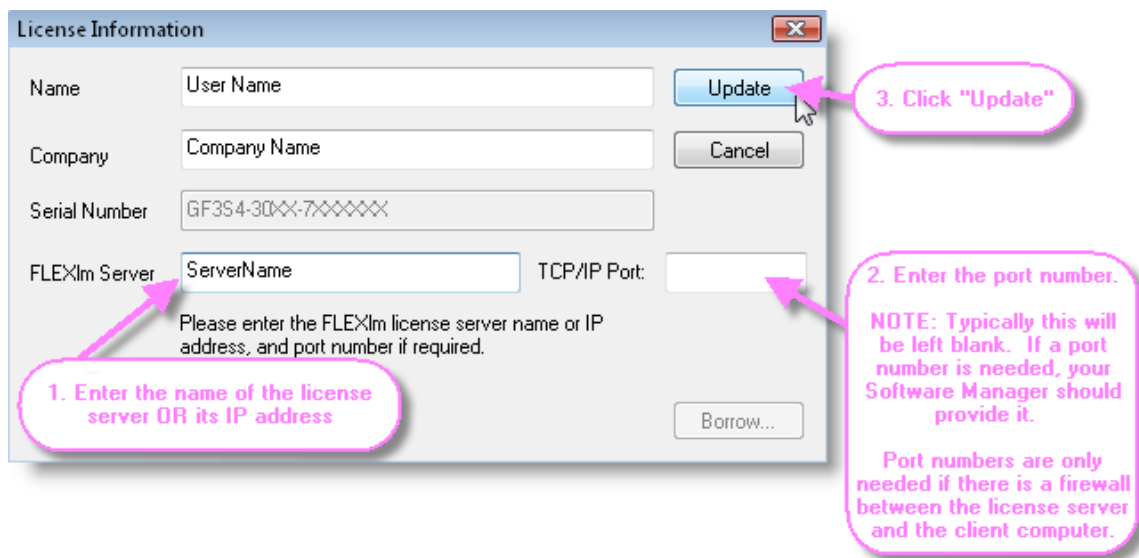 License Information
Name
User Name
Update
3. Click "Update"
Company
Company Name
Cancel
Serial Number
GF3S4-30XX-7XXXXXX
FLEXlm Server
ServerName
TCP/IP Port:
Please enter the FLEXlm license server name or IP
address, and port number if required.
1. Enter the name of the license
server OR its IP address
2. Enter the port number.
NOTE: Typically this will
be left blank. If a port
number is needed, your
Software Manager should
provide it.
Port numbers are only
needed if there is a firewall
between the license server
and the client computer.
Borrow...